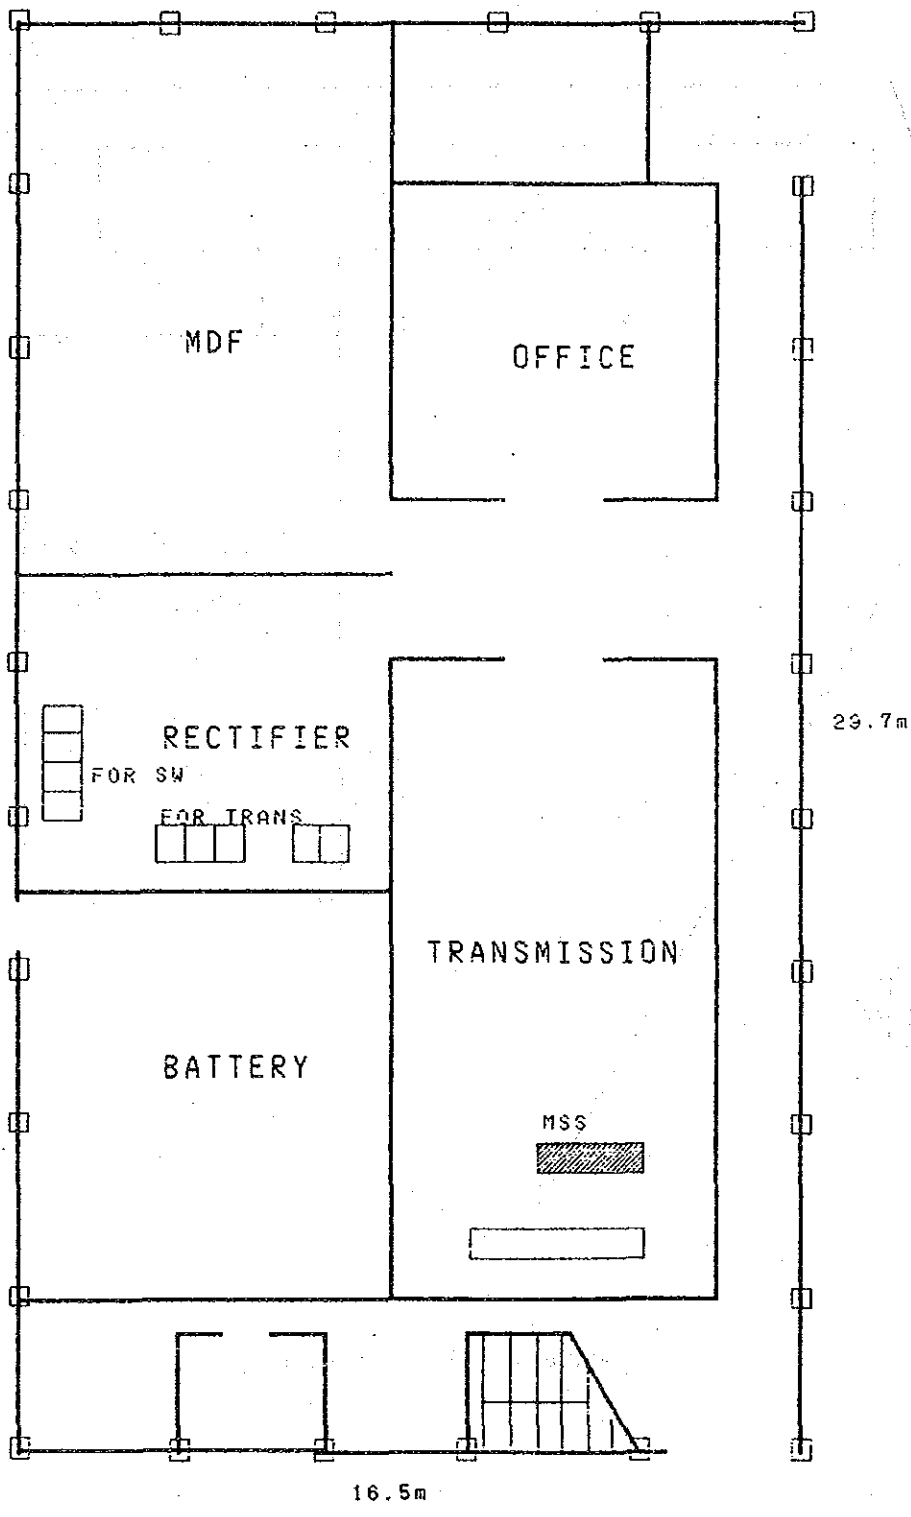 MDF
OFFICE
29.7m
RECTIFIER
FOR SW
FOR TRANS
TRANSMISSION
BATTERY
MSS
16.5m